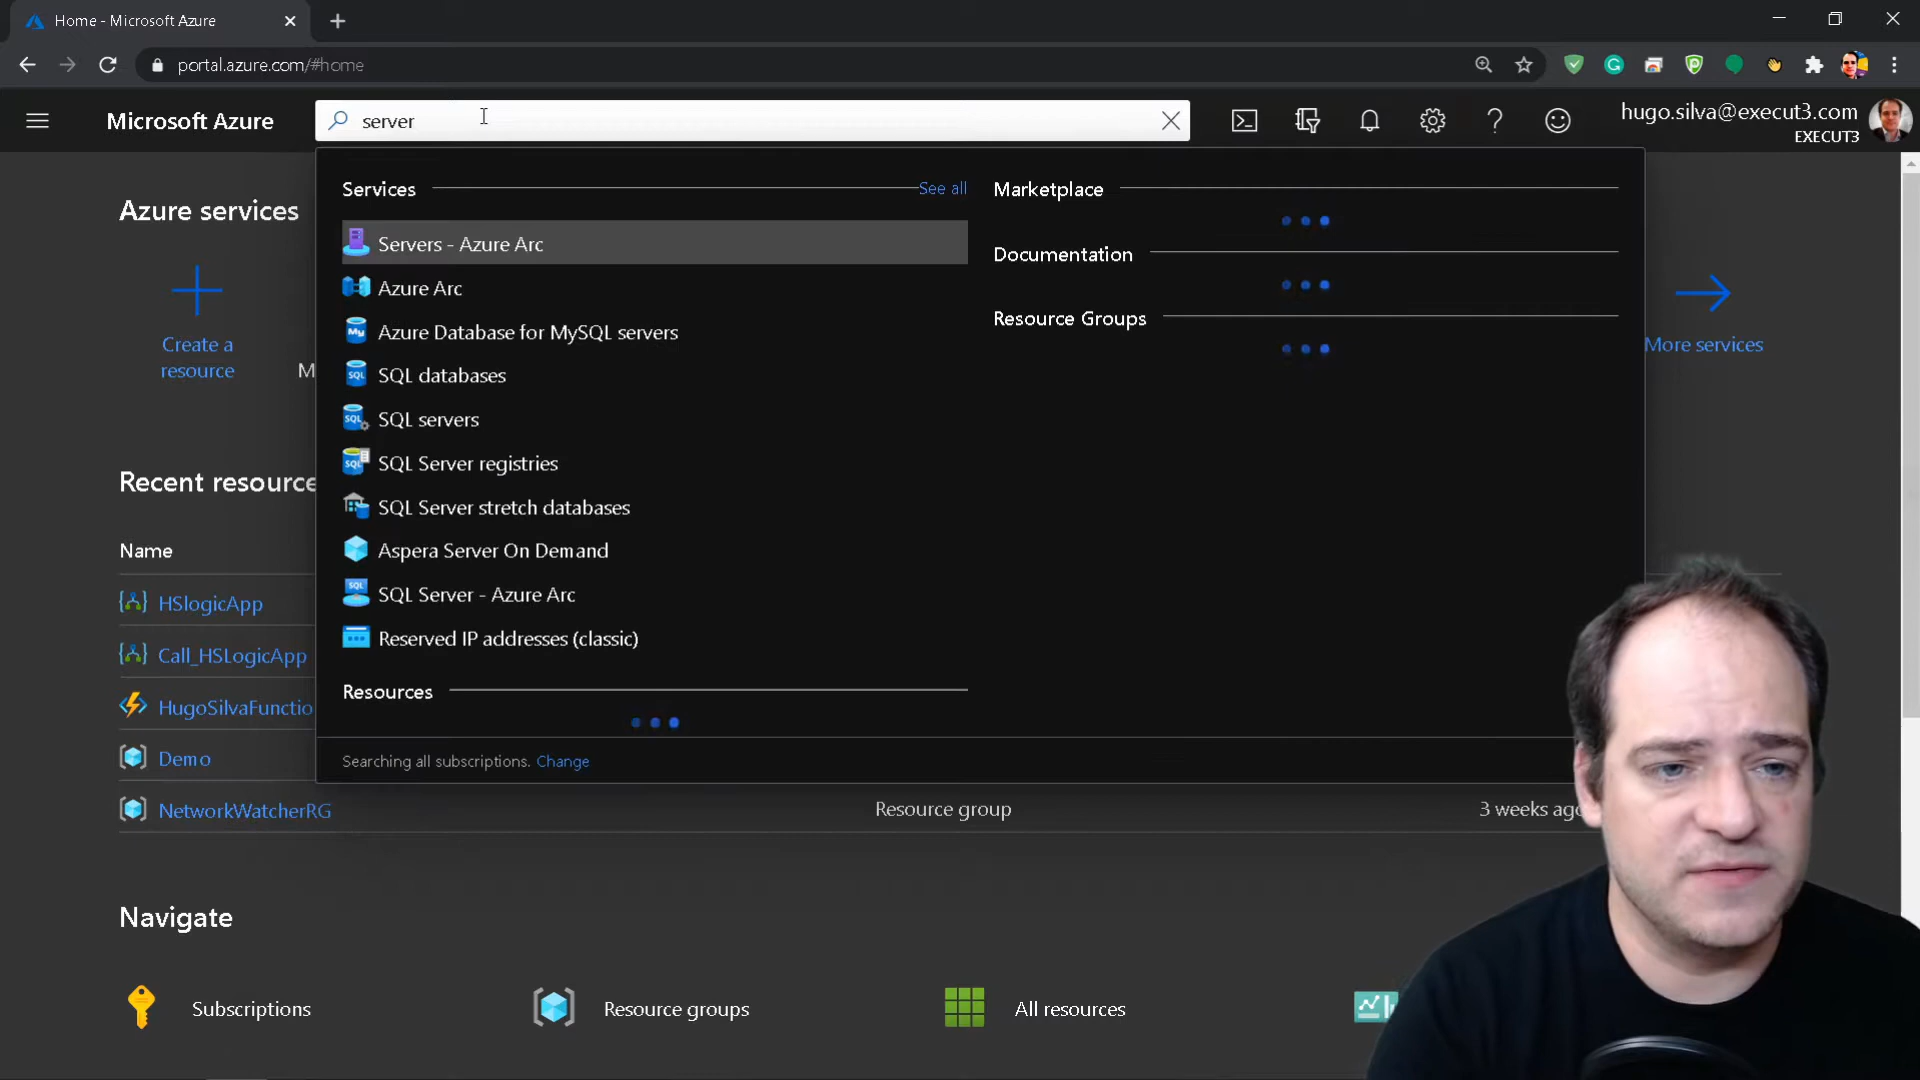 Home - Microsoft Azure
portal.azure.com/#home
Microsoft Azure
server
hugo.silva@execut3.com
EXECUT3
Azure services
Create a
resource
M
More services
Services
See all
Servers - Azure Arc
Azure Arc
Azure Database for MySQL servers
SQL databases
SQL servers
SQL Server registries
SQL Server stretch databases
Aspera Server On Demand
SQL Server - Azure Arc
Reserved IP addresses (classic)
Resources
Searching all subscriptions. Change
Marketplace
Documentation
Resource Groups
Recent resource
Name
HSlogicApp
Call_HSLogicApp
HugoSilvaFunctio
Demo
NetworkWatcherRG
Resource group
3 weeks ago
Navigate
Subscriptions
Resource groups
All resources